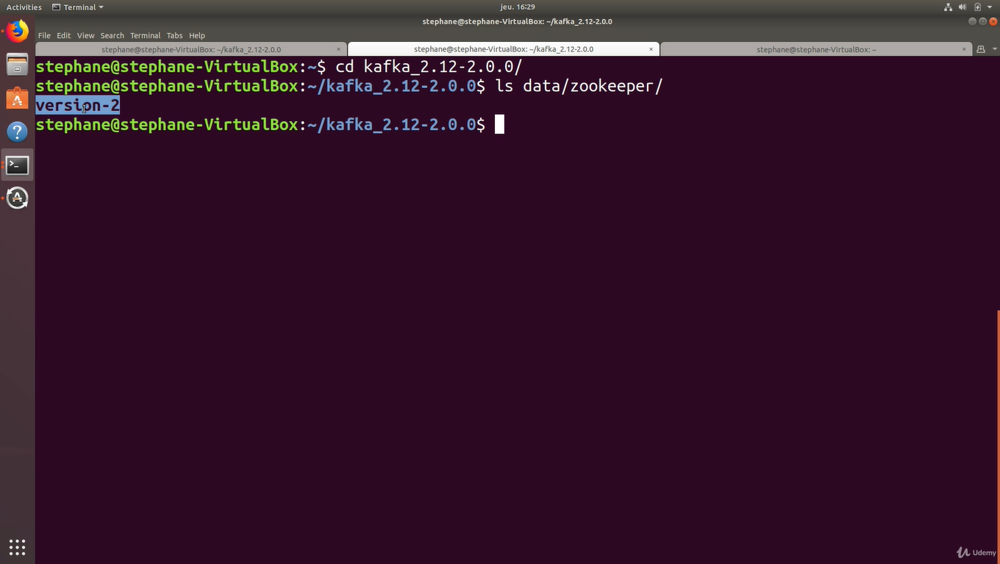 Activities Terminal jeu. 16:29
stephane@stephane-VirtualBox: ~/kafka_2.12-2.0.0
File Edit View Search Terminal Tabs Help
stephane@stephane-VirtualBox: ~/kafka_2.12-2.0.0 × stephane@stephane-VirtualBox: ~/kafka_2.12-2.0.0 × stephane@stephane-VirtualBox: ~ ×
stephane@stephane-VirtualBox:~$ cd kafka_2.12-2.0.0/
stephane@stephane-VirtualBox:~/kafka_2.12-2.0.0$ ls data/zookeeper/
version-2
stephane@stephane-VirtualBox:~/kafka_2.12-2.0.0$
Udemy